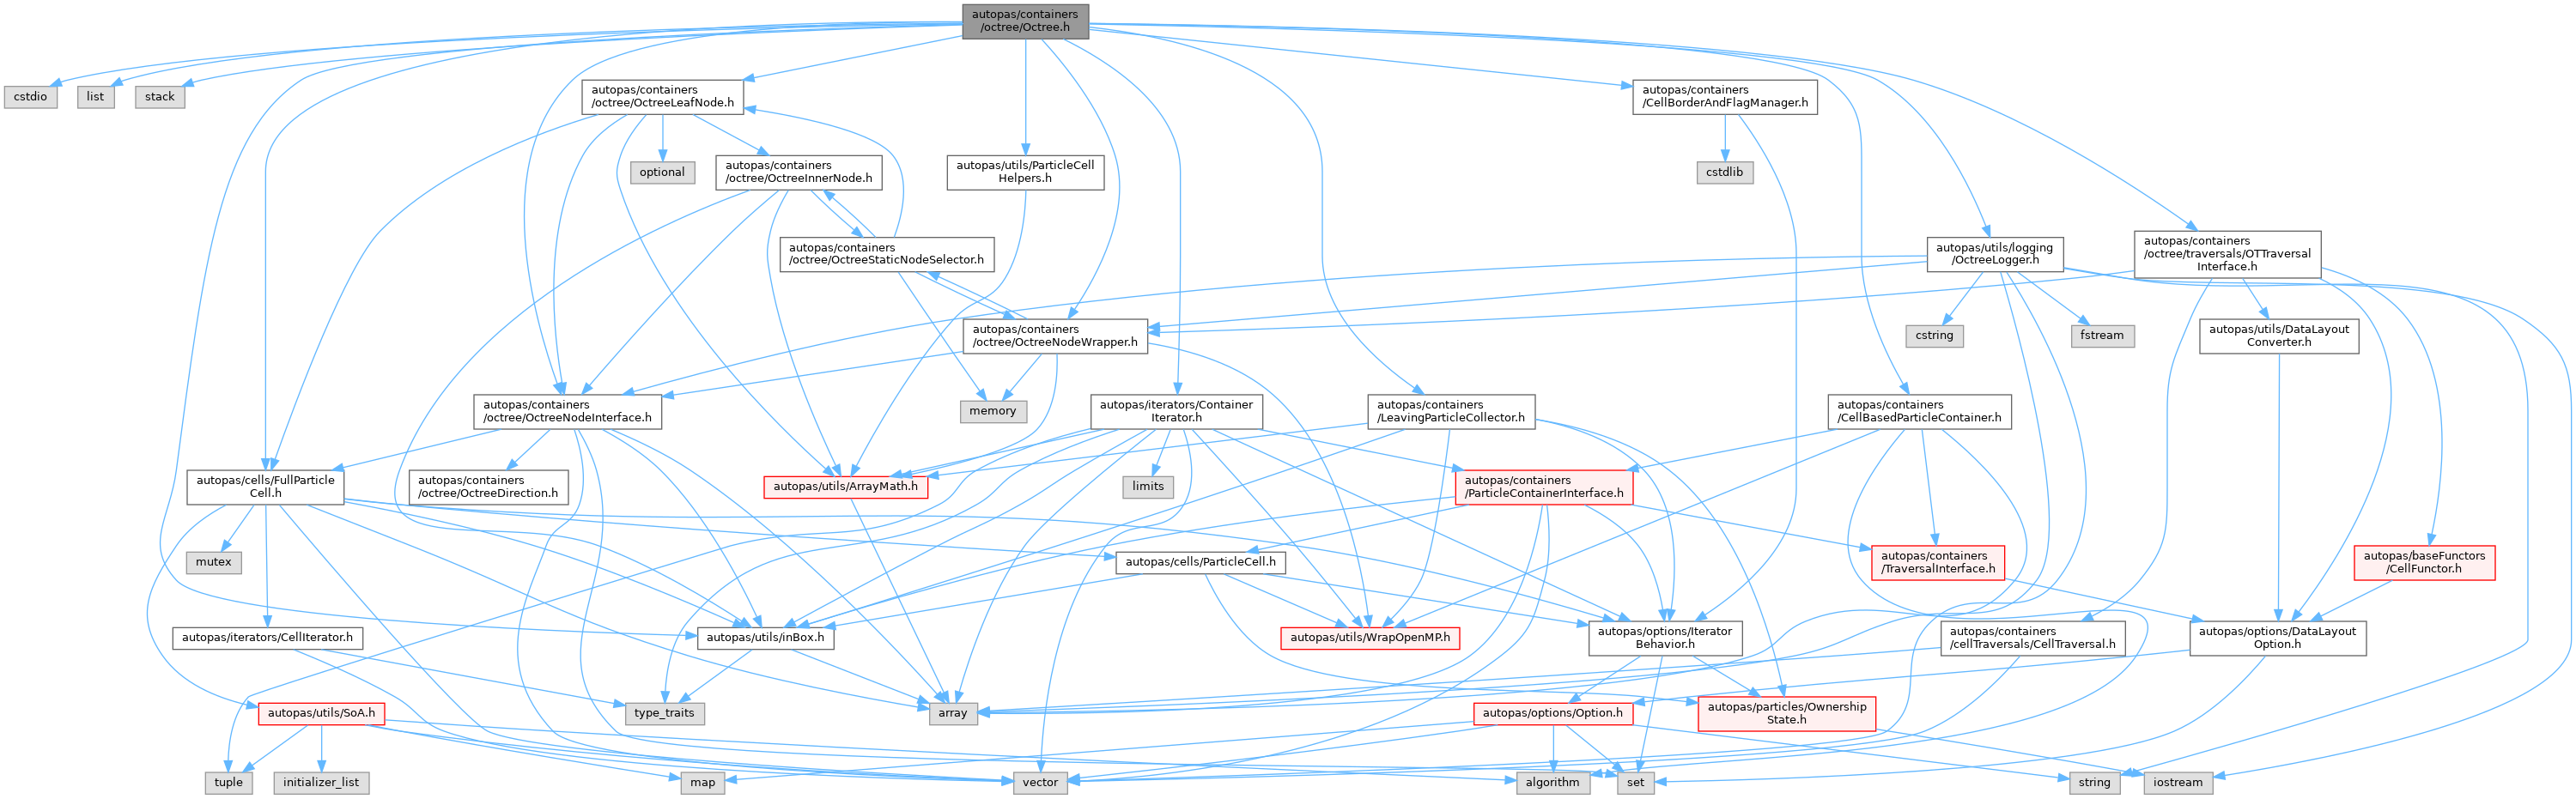 autopas/containers
/octree/Octree.h
cstdio
list
stack
autopas/containers
/octree/OctreeLeafNode.h
autopas/containers
/CellBorderAndFlagManager.h
optional
autopas/containers
/octree/OctreeInnerNode.h
autopas/utils/ParticleCell
Helpers.h
cstdlib
autopas/containers
/octree/OctreeStaticNodeSelector.h
autopas/utils/logging
/OctreeLogger.h
autopas/containers
/octree/traversals/OTTraversal
Interface.h
autopas/containers
/octree/OctreeNodeWrapper.h
cstring
fstream
autopas/utils/DataLayout
Converter.h
autopas/containers
/octree/OctreeNodeInterface.h
memory
autopas/iterators/Container
Iterator.h
autopas/containers
/LeavingParticleCollector.h
autopas/containers
/CellBasedParticleContainer.h
autopas/cells/FullParticle
Cell.h
autopas/containers
/octree/OctreeDirection.h
autopas/utils/ArrayMath.h
limits
autopas/containers
/ParticleContainerInterface.h
mutex
autopas/cells/ParticleCell.h
autopas/containers
/TraversalInterface.h
autopas/baseFunctors
/CellFunctor.h
autopas/iterators/CellIterator.h
autopas/utils/inBox.h
autopas/utils/WrapOpenMP.h
autopas/options/Iterator
Behavior.h
autopas/containers
/cellTraversals/CellTraversal.h
autopas/options/DataLayout
Option.h
autopas/utils/SoA.h
type_traits
array
autopas/options/Option.h
autopas/particles/Ownership
State.h
tuple
initializer_list
map
vector
algorithm
set
string
iostream